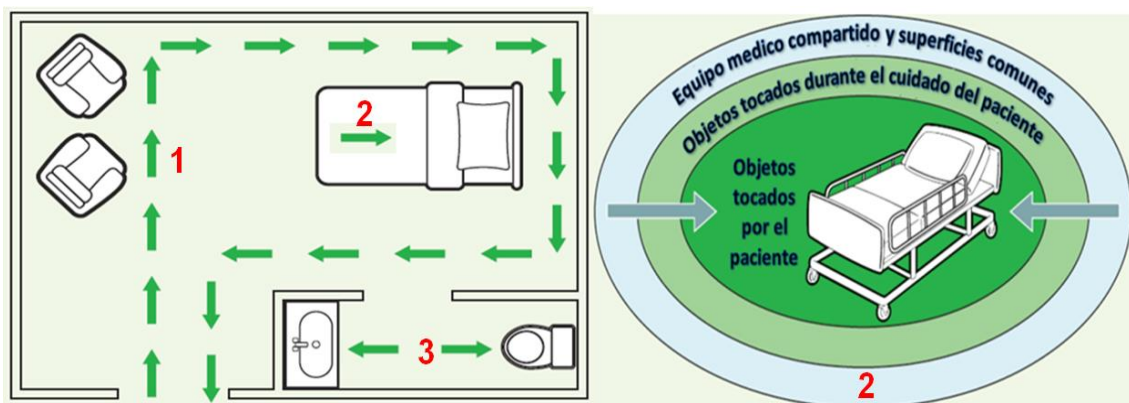 1
2
3
Equipo medico compartido y superficies comunes
Objetos tocados durante el cuidado del paciente
Objetos
tocados
por el
paciente
2